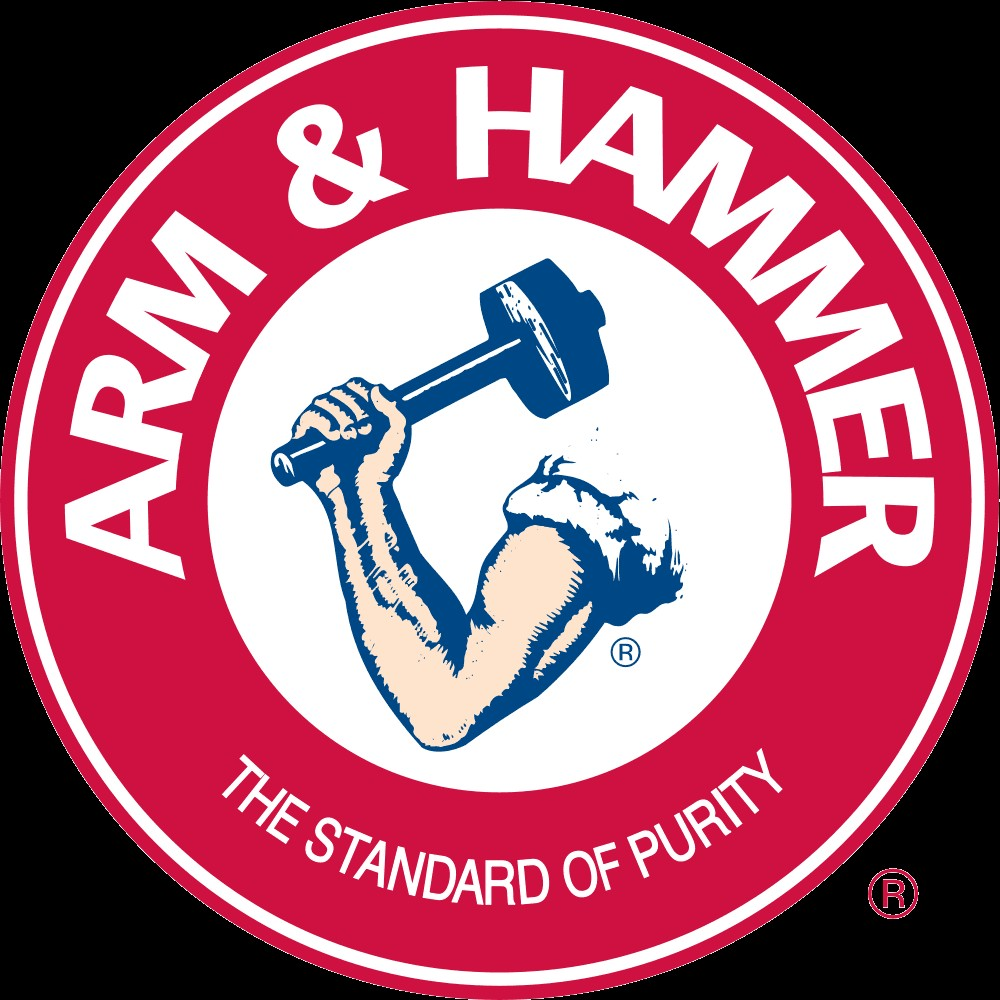 ARM & HAMMER
®
THE STANDARD OF PURITY
®